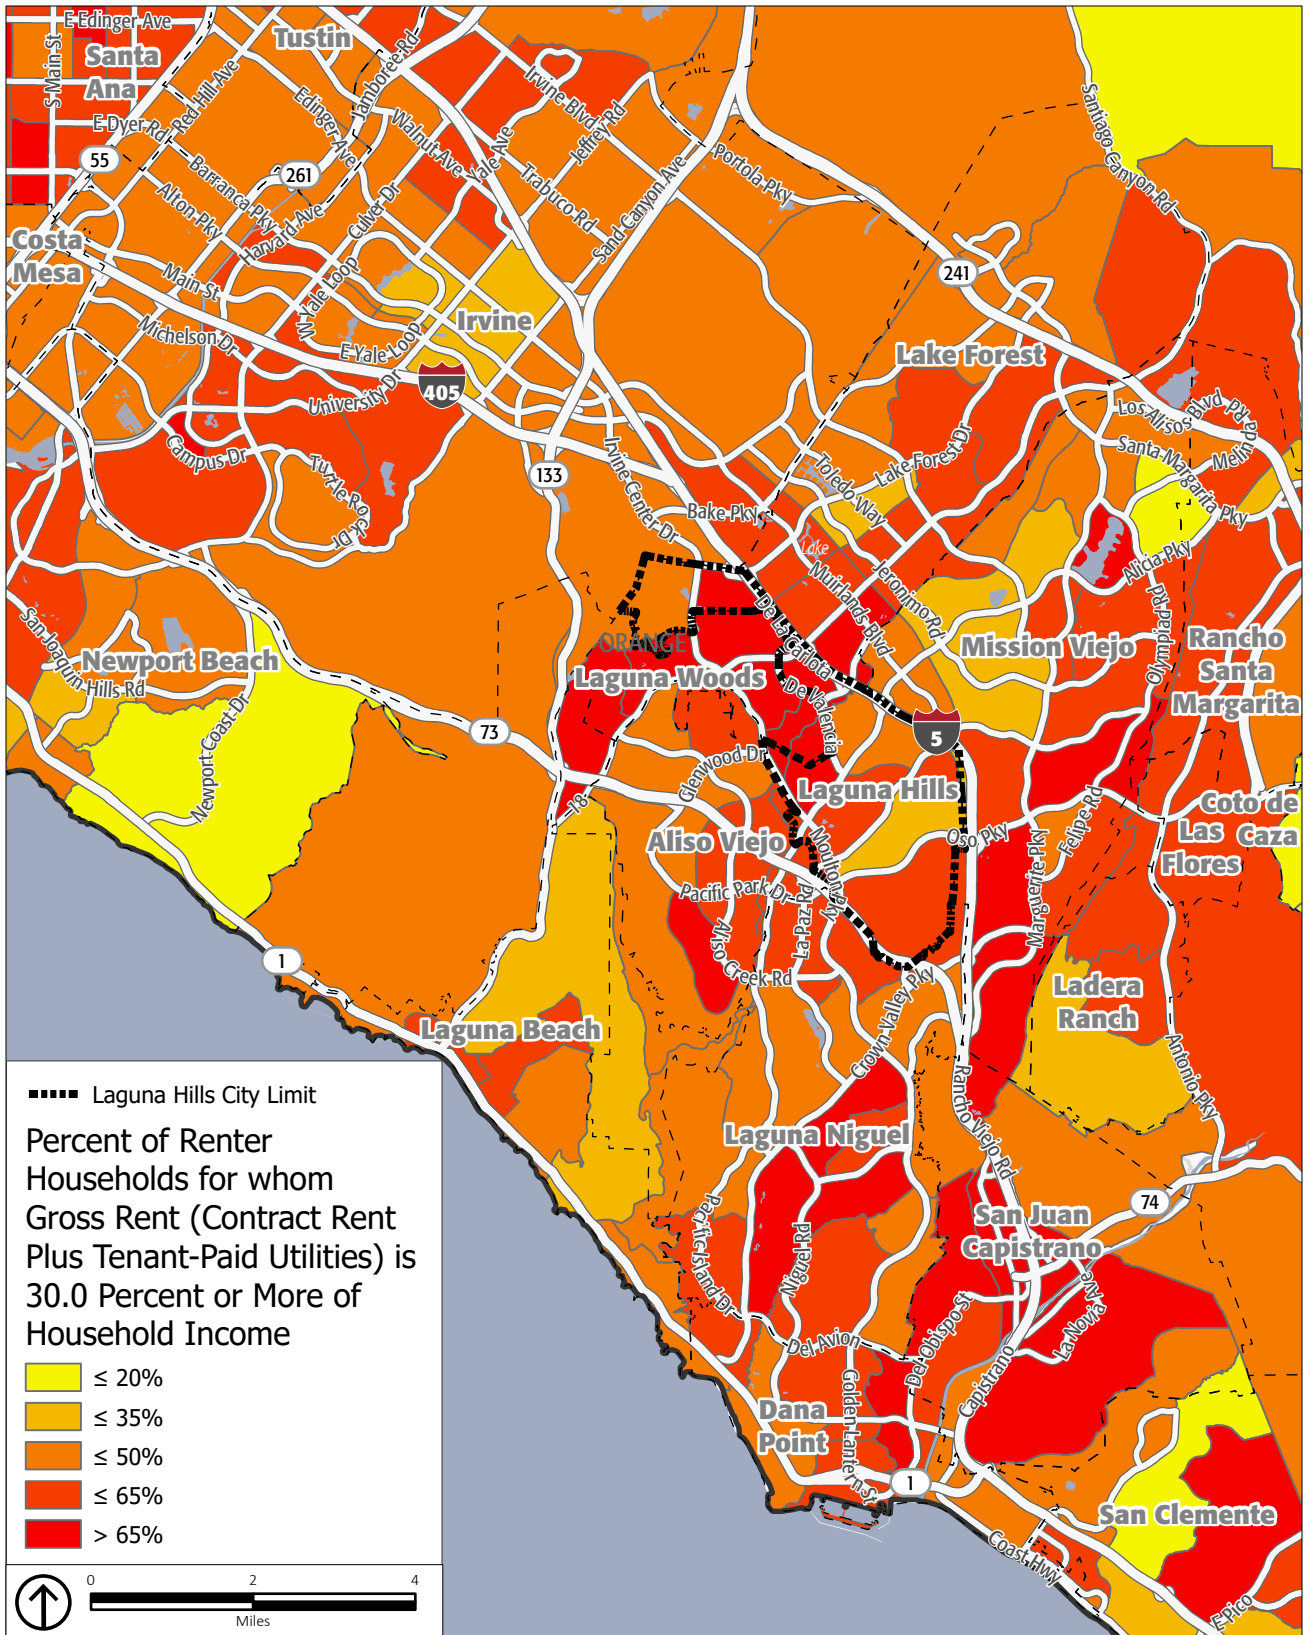 E Edinger Ave
Tustin
Santa
Ana
S Main St
Red Hill Ave
Jamboree Rd
E Dyer Rd
Edinger Ave
Walnut Ave
Yale Ave
Irvine Blvd
Jeffrey Rd
Santiago Canyon Rd
55
261
Barranca Pky
Alton Pky
Harvard Ave
Culver Dr
Trabuco Rd
Sand Canyon Ave
Portola Pky
Costa
Mesa
Main St
W Yale Loop
241
Michelson Dr
E Yale Loop
Irvine
Lake Forest
405
University Dr
Los Alisos Blvd
Melinda Rd
Campus Dr
Turtle Rock Dr
133
Irvine Center Dr
Toledo Way
Lake Forest Dr
Santa Margarita Pky
Bake Pky
Lake
Alicia Pky
Muirlands Blvd
Jeronimo Rd
Olympiad Rd
De La Carlota
ORANGE
Laguna Woods
De Valencia
Mission Viejo
Rancho
Santa
Margarita
San Joaquin Hills Rd
Newport Beach
Newport Coast Dr
73
5
Glenwood Dr
Laguna Hills
18
Aliso Viejo
Moulton Pky
Oso Pky
Felipe Rd
Marguerite Pky
Coto de
Caza
Las
Flores
Pacific Park Dr
La Paz Rd
Aliso Creek Rd
1
Crown Valley Pky
Ladera
Ranch
Laguna Beach
Antonio Pky
Rancho Viejo Rd
Laguna Niguel
74
San Juan
Capistrano
Pacific Island Dr
Niguel Rd
Del Avion
Del Obispo St
La Novia Ave
Capistrano
Golden Lantern St
Dana
Point
1
San Clemente
Coast Hwy
E Pico
Laguna Hills City Limit
Percent of Renter
Households for whom
Gross Rent (Contract Rent
Plus Tenant-Paid Utilities) is
30.0 Percent or More of
Household Income
≤ 20%
≤ 35%
≤ 50%
≤ 65%
> 65%
0 2 4
Miles